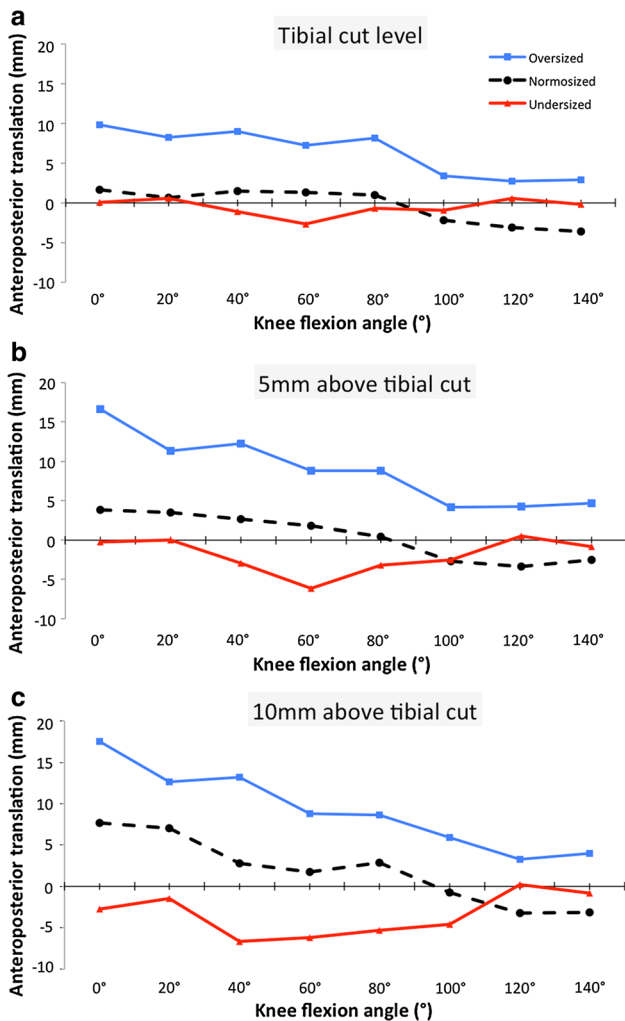 a
Tibial cut level
Anteroposterior translation (mm)
20
15
10
5
0
-5
-10
Oversized
Normosized
Undersized
0° 20° 40° 60° 80° 100° 120° 140°
Knee flexion angle (°)
b
5mm above tibial cut
Anteroposterior translation (mm)
20
15
10
5
0
-5
-10
0° 20° 40° 60° 80° 100° 120° 140°
Knee flexion angle (°)
c
10mm above tibial cut
Anteroposterior translation (mm)
20
15
10
5
0
-5
-10
0° 20° 40° 60° 80° 100° 120° 140°
Knee flexion angle (°)